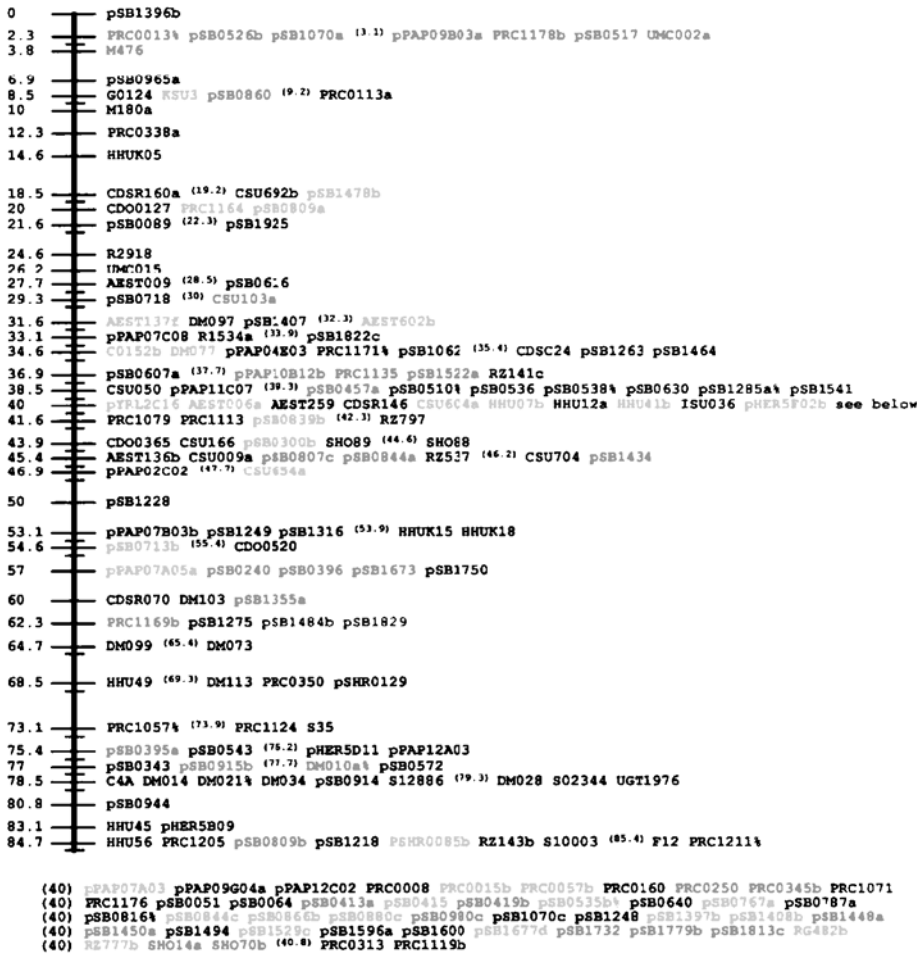 0 pSB1396b
2.3 PRC0013% pSB0526b pSB1070a (3.1) pPAP09B03a PRC1178b pSB0517 UMC002a
3.8 M476
6.9 pSB0965a
8.5 G0124 KSU3 pSB0860 (9.2) PRC0113a
10 M180a
12.3 PRC0338a
14.6 HHUK05
18.5 CDSR160a (19.2) CSU692b pSB1478b
20 CDO0127 PRC1164 pSB0809a
21.6 pSB0089 (22.3) pSB1925
24.6 R2918
26.2 UMC015
27.7 AEST009 (28.5) pSB0616
29.3 pSB0718 (30) CSU103a
31.6 AEST137f DM097 pSB1407 (32.3) AEST602b
33.1 pPAP07C08 R1534a (33.9) pSB1822c
34.6 C0152b DM077 pPAP04E03 PRC1171% pSB1062 (35.4) CDSC24 pSB1263 pSB1464
36.9 pSB0607a (37.7) pPAP10B12b PRC1135 pSB1522a RZ141c
38.5 CSU050 pPAP11C07 (39.3) pSB0457a pSB0510% pSB0536 pSB0538% pSB0630 pSB1285a% pSB1541
40 pTRL2C16 AEST006a AEST259 CDSR146 CSU604a HHU07b HHU12a HHU41b ISU036 pHER5F02b see below
41.6 PRC1079 PRC1113 pSB0839b (42.3) RZ797
43.9 CDO0365 CSU166 pSB0300b SHO89 (44.6) SHO88
45.4 AEST136b CSU009a pSB0807c pSB0844a RZ537 (46.2) CSU704 pSB1434
46.9 pPAP02C02 (47.7) CSU454a
50 pSB1228
53.1 pPAP07B03b pSB1249 pSB1316 (53.9) HHUK15 HHUK18
54.6 pSB0713b (55.4) CDO0520
57 pPAP07A05a pSB0240 pSB0396 pSB1673 pSB1750
60 CDSR070 DM103 pSB1355a
62.3 PRC1169b pSB1275 pSB1484b pSB1829
64.7 DM099 (65.4) DM073
68.5 HHU49 (69.3) DM113 PRC0350 pSHR0129
73.1 PRC1057% (73.9) PRC1124 S35
75.4 pSB0395a pSB0543 (76.2) pHER5D11 pPAP12A03
77 pSB0343 pSB0915b (77.7) DM010a% pSB0572
78.5 C4A DM014 DM021% DM034 pSB0914 S12886 (79.3) DM028 S02344 UGT1976
80.8 pSB0944
83.1 HHU45 pHER5B09
84.7 HHU56 PRC1205 pSB0809b pSB1218 PSHR0085b RZ143b S10003 (85.4) F12 PRC1211%
(40) pPAP07A03 pPAP09G04a pPAP12C02 PRC0008 PRC0015b PRC0057b PRC0160 PRC0250 PRC0345b PRC1071
(40) PRC1176 pSB0051 pSB0064 pSB0413a pSB0415 pSB0419b pSB0535b% pSB0640 pSB0767a pSB0787a
(40) pSB0816% pSB0844c pSB0866b pSB0880c pSB0980c pSB1070c pSB1248 pSB1397b pSB1408b pSB1448a
(40) pSB1450a pSB1494 pSB1529c pSB1596a pSB1600 pSB1677d pSB1732 pSB1779b pSB1813c RG482b
(40) RZ777b SHO14a SHO70b (40.8) PRC0313 PRC1119b